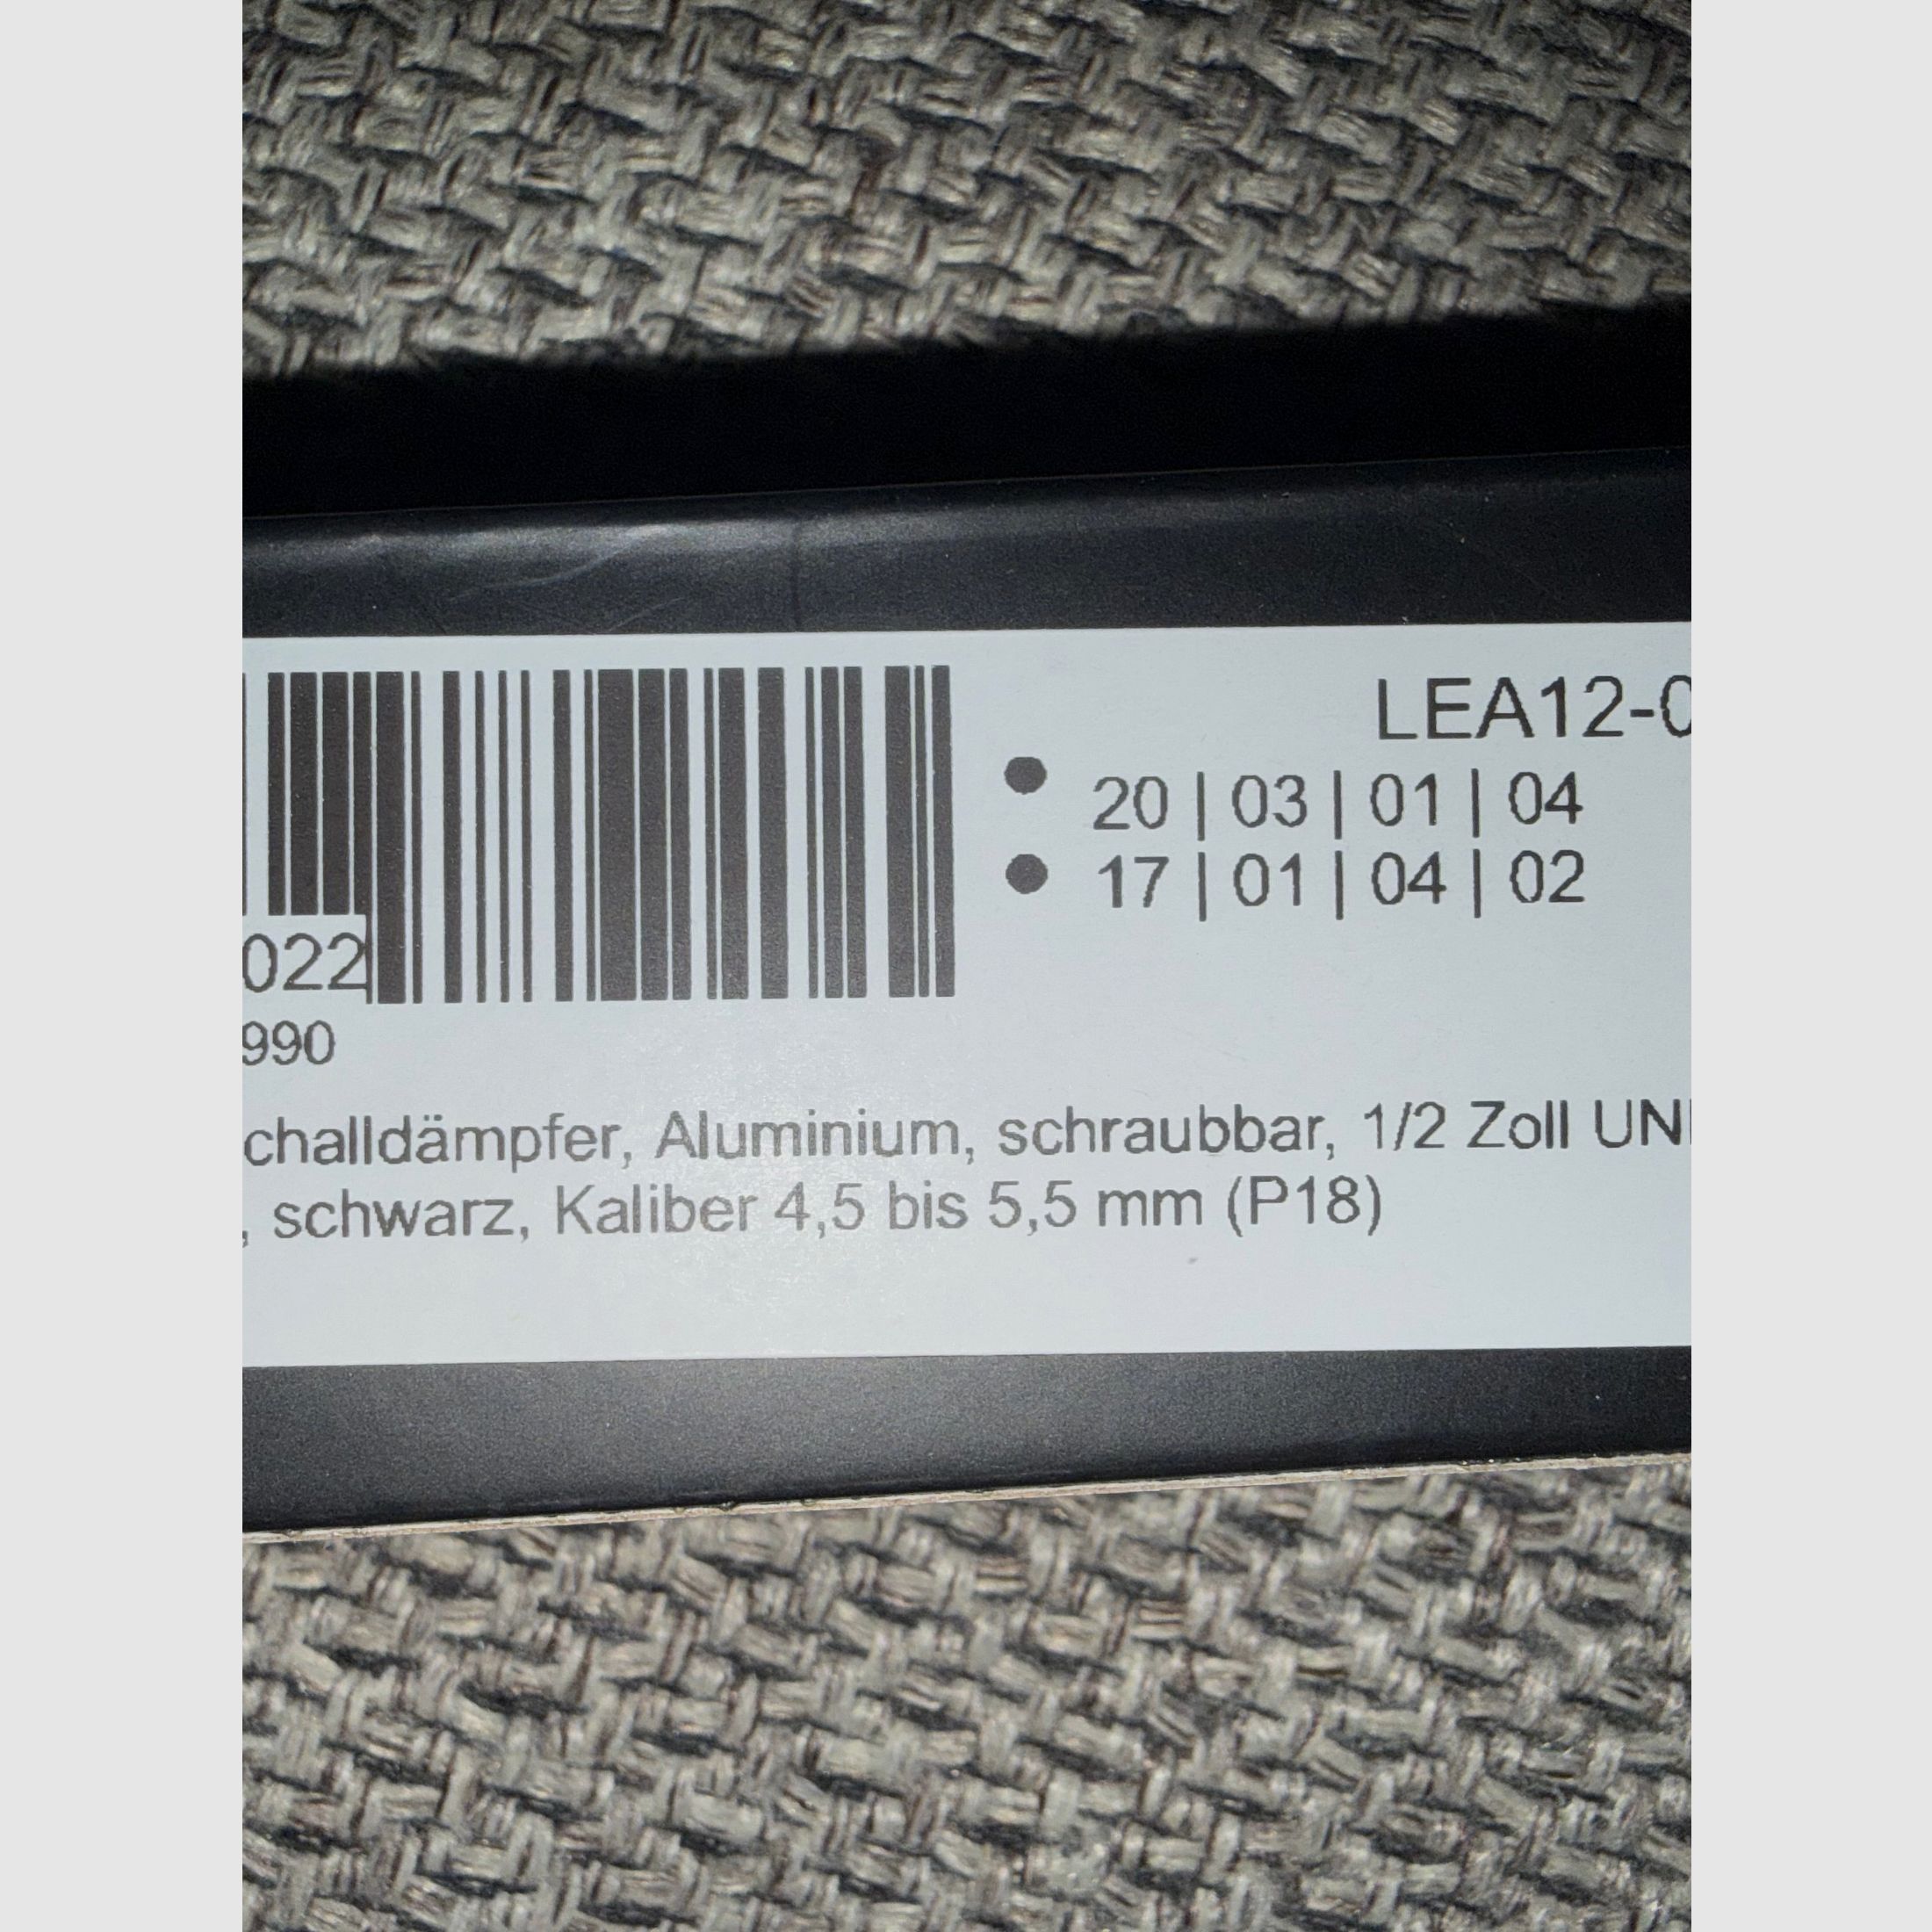 LEA12-0
● 20 | 03 | 01 | 04
● 17 | 01 | 04 | 02
022
990
challdämpfer, Aluminium, schraubbar, 1/2 Zoll UN
, schwarz, Kaliber 4,5 bis 5,5 mm (P18)